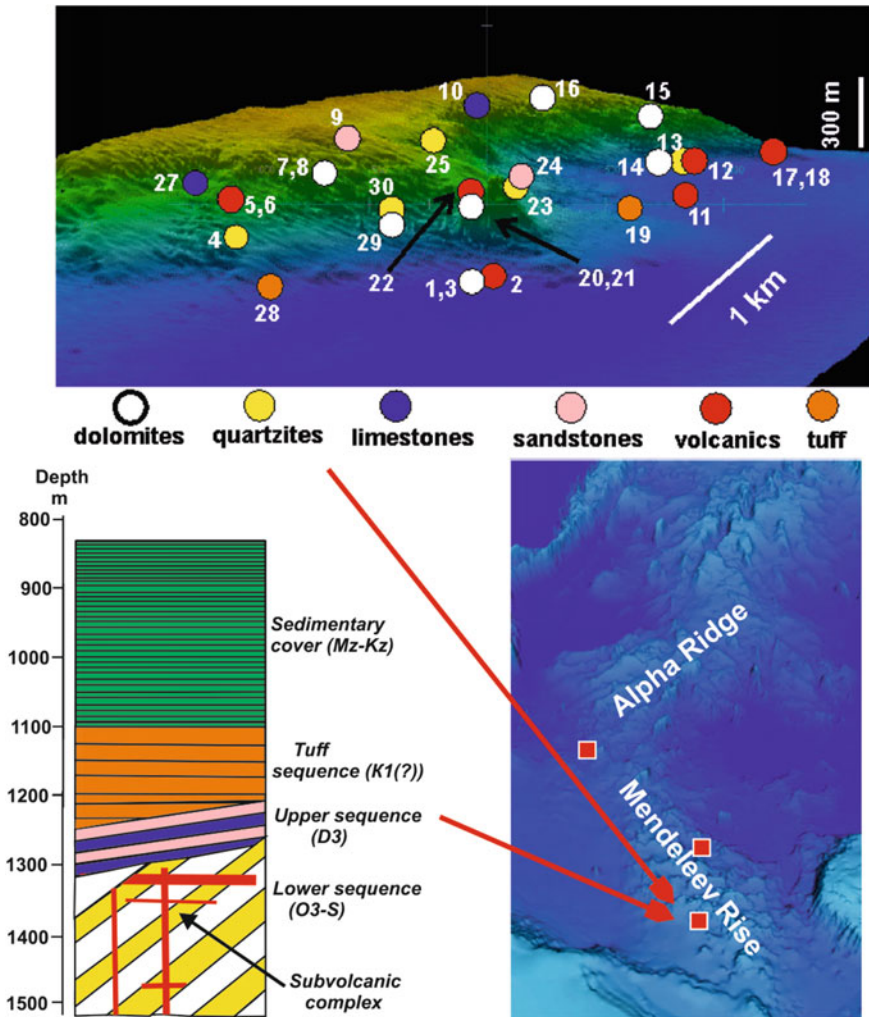 10
16
15
300 m
9
13
24
7,8
25
14
12
27
17,18
30
5,6
23
11
4
19
29
22
1,3
2
20,21
28
1 km
dolomites
quartzites
limestones
sandstones
volcanics
tuff
Depth
m
800
900
1000
1100
1200
1300
1400
1500
Sedimentary
cover (Mz-Kz)
Tuff
sequence (K1(?))
Upper sequence
(D3)
Lower sequence
(O3-S)
Subvolcanic
complex
Alpha Ridge
Mendeleev Rise